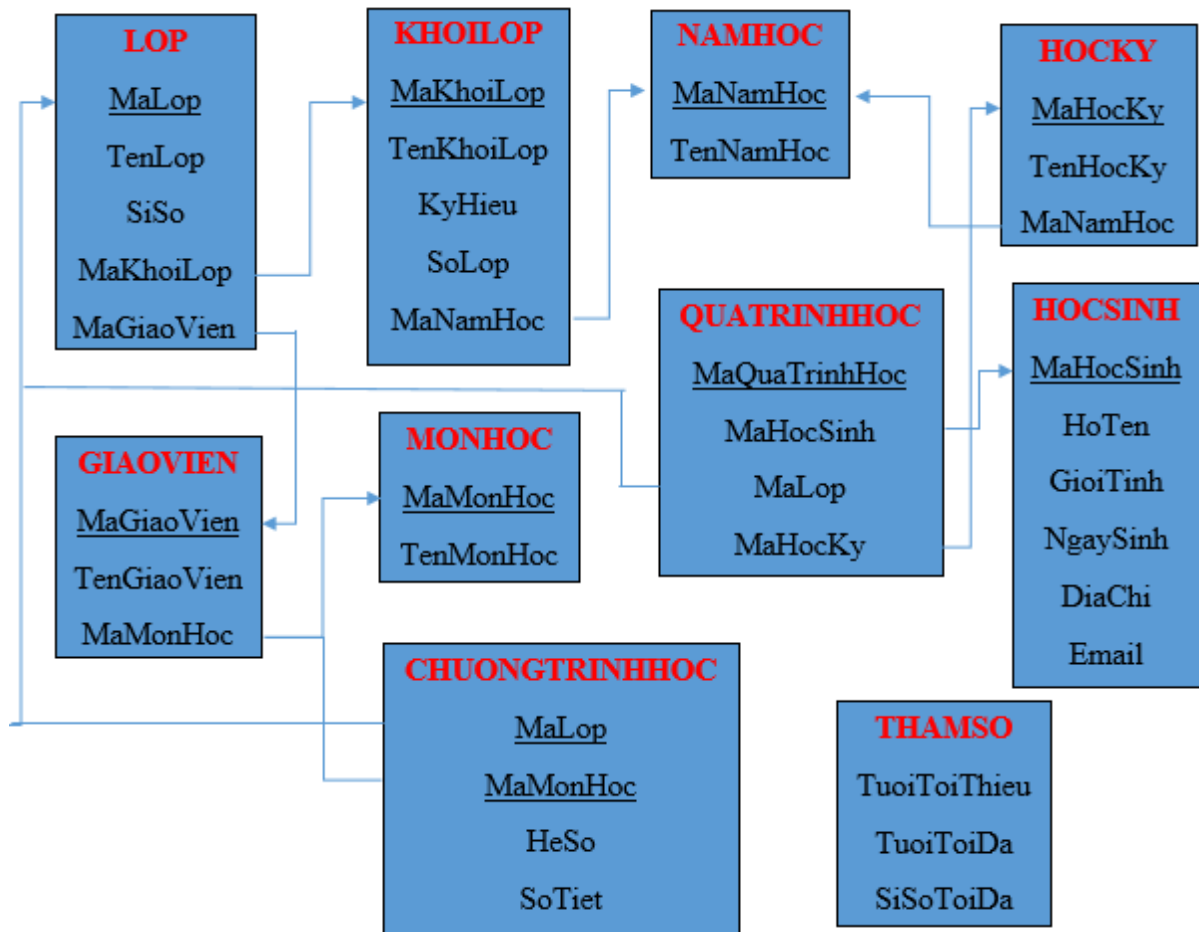 LOP
MaLop
TenLop
SiSo
MaKhoiLop
MaGiaoVien
KHOILOP
MaKhoiLop
TenKhoiLop
KyHieu
SoLop
MaNamHoc
NAMHOC
MaNamHoc
TenNamHoc
HOCKY
MaHocKy
TenHocKy
MaNamHoc
GIAOVIEN
MaGiaoVien
TenGiaoVien
MaMonHoc
MONHOC
MaMonHoc
TenMonHoc
QUATRINHHOC
MaQuaTrinhHoc
MaHocSinh
MaLop
MaHocKy
HOCSINH
MaHocSinh
HoTen
GioiTinh
NgaySinh
DiaChi
Email
CHUONGTRINHHOC
MaLop
MaMonHoc
HeSo
SoTiet
THAMSO
TuoiToiThieu
TuoiToiDa
SiSoToiDa